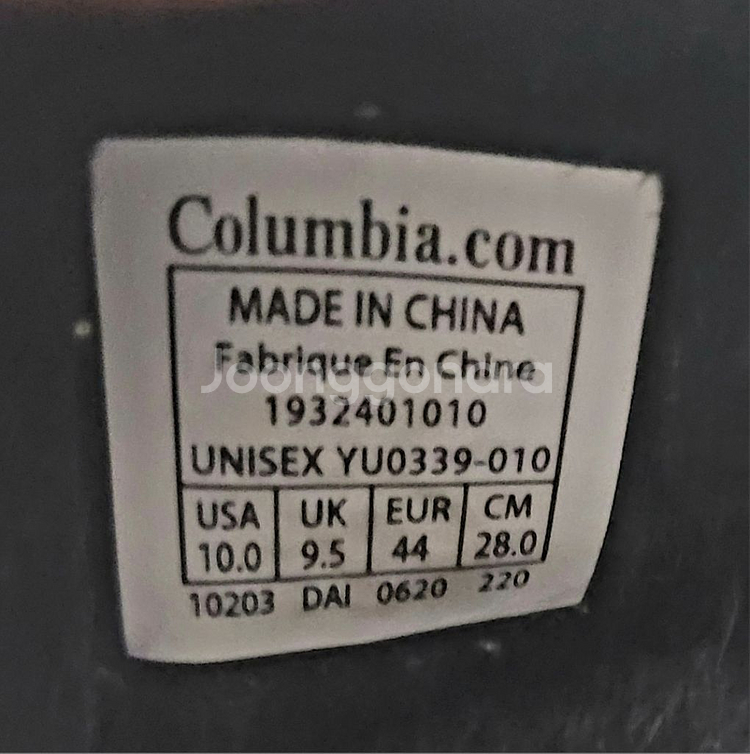 Columbia.com
MADE IN CHINA
Fabrique En Chine
Joonggonara
1932401010
UNISEX YU0339-010
USA UK EUR CM
10.0 9.5 44 28.0
10203 DAI 0620 220